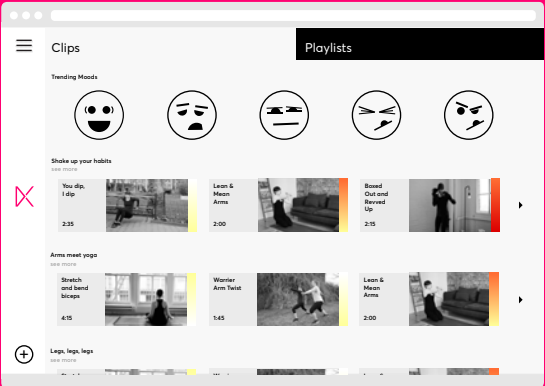 Clips
Playlists
Trending Moods
Shake up your habits
see more
You dip,
I dip
2:35
Lean &
Mean
Arms
2:00
Boxed
Out and
Revved
Up
2:15
Arms meet yoga
see more
Stretch
and bend
biceps
4:15
Warrior
Arm Twist
1:45
Lean &
Mean
Arms
2:00
Legs, legs, legs
see more